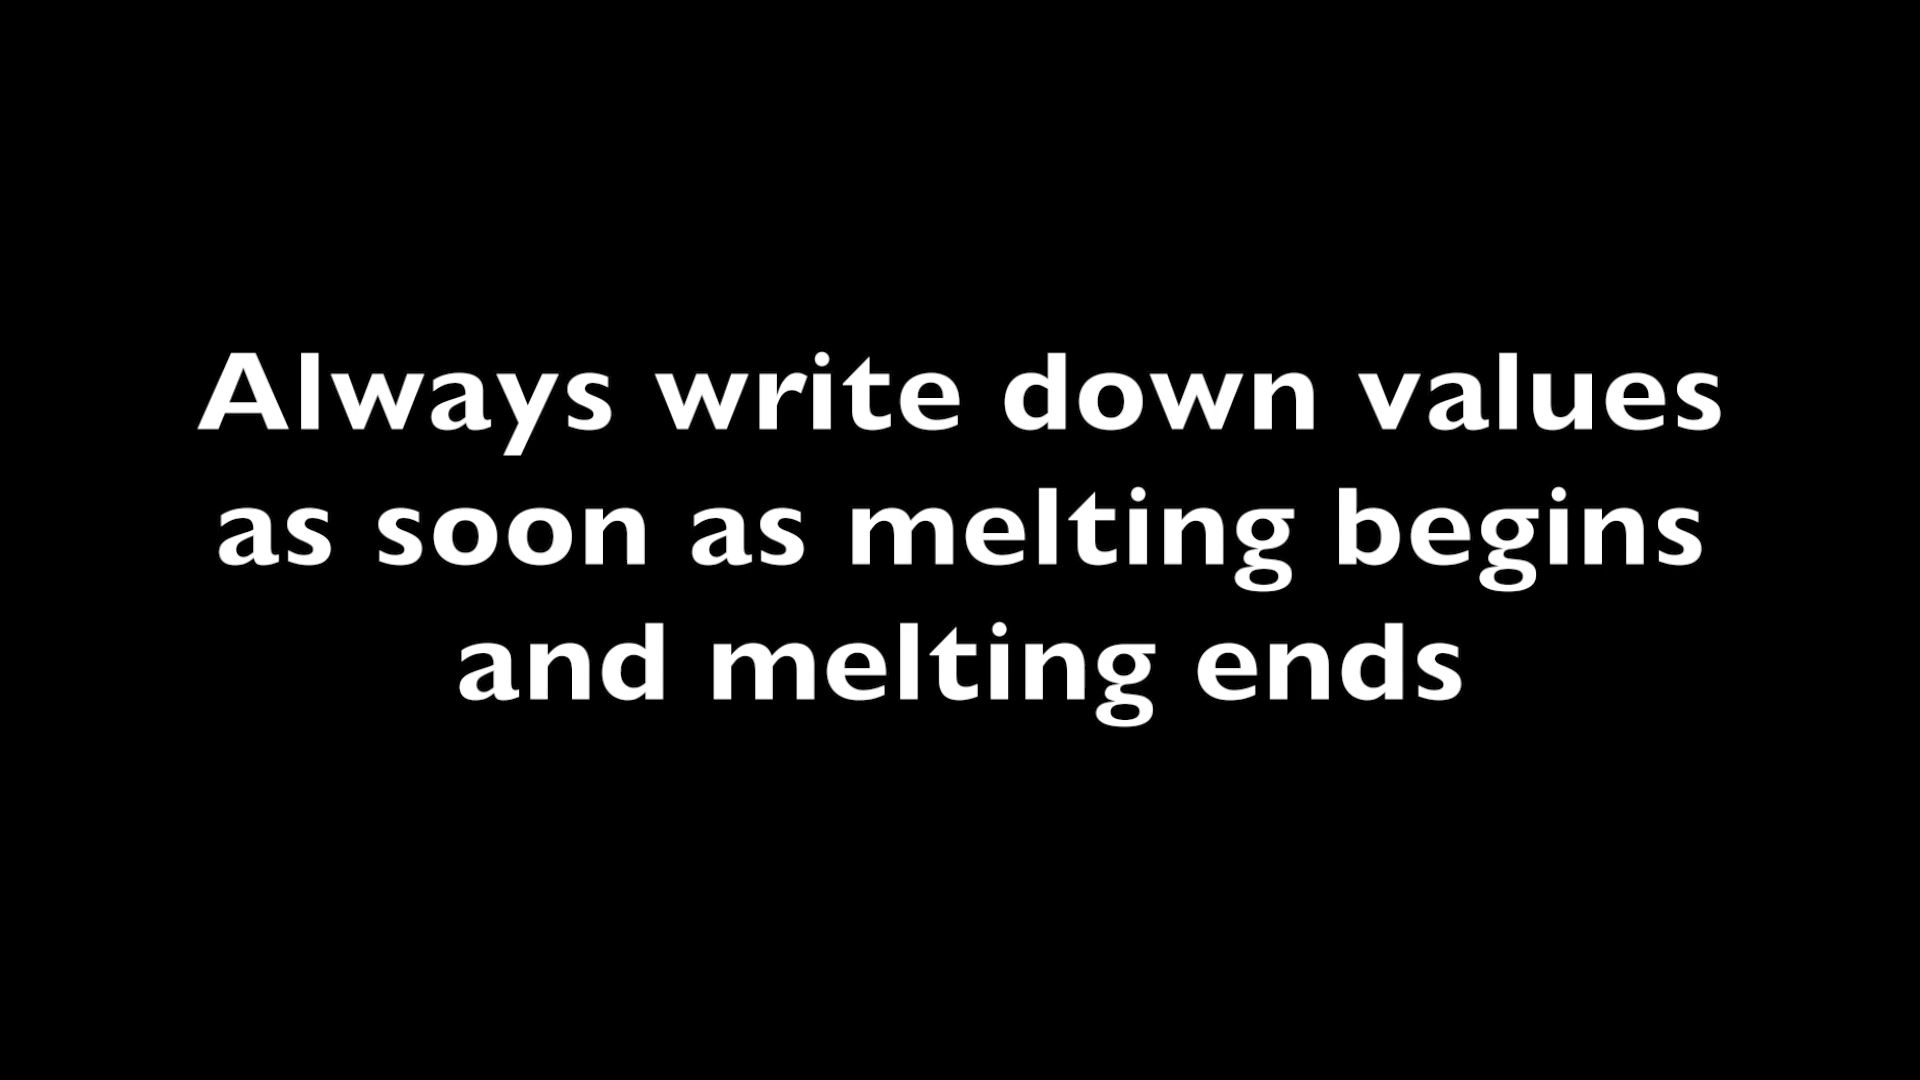 Always write down values
as soon as melting begins
and melting ends